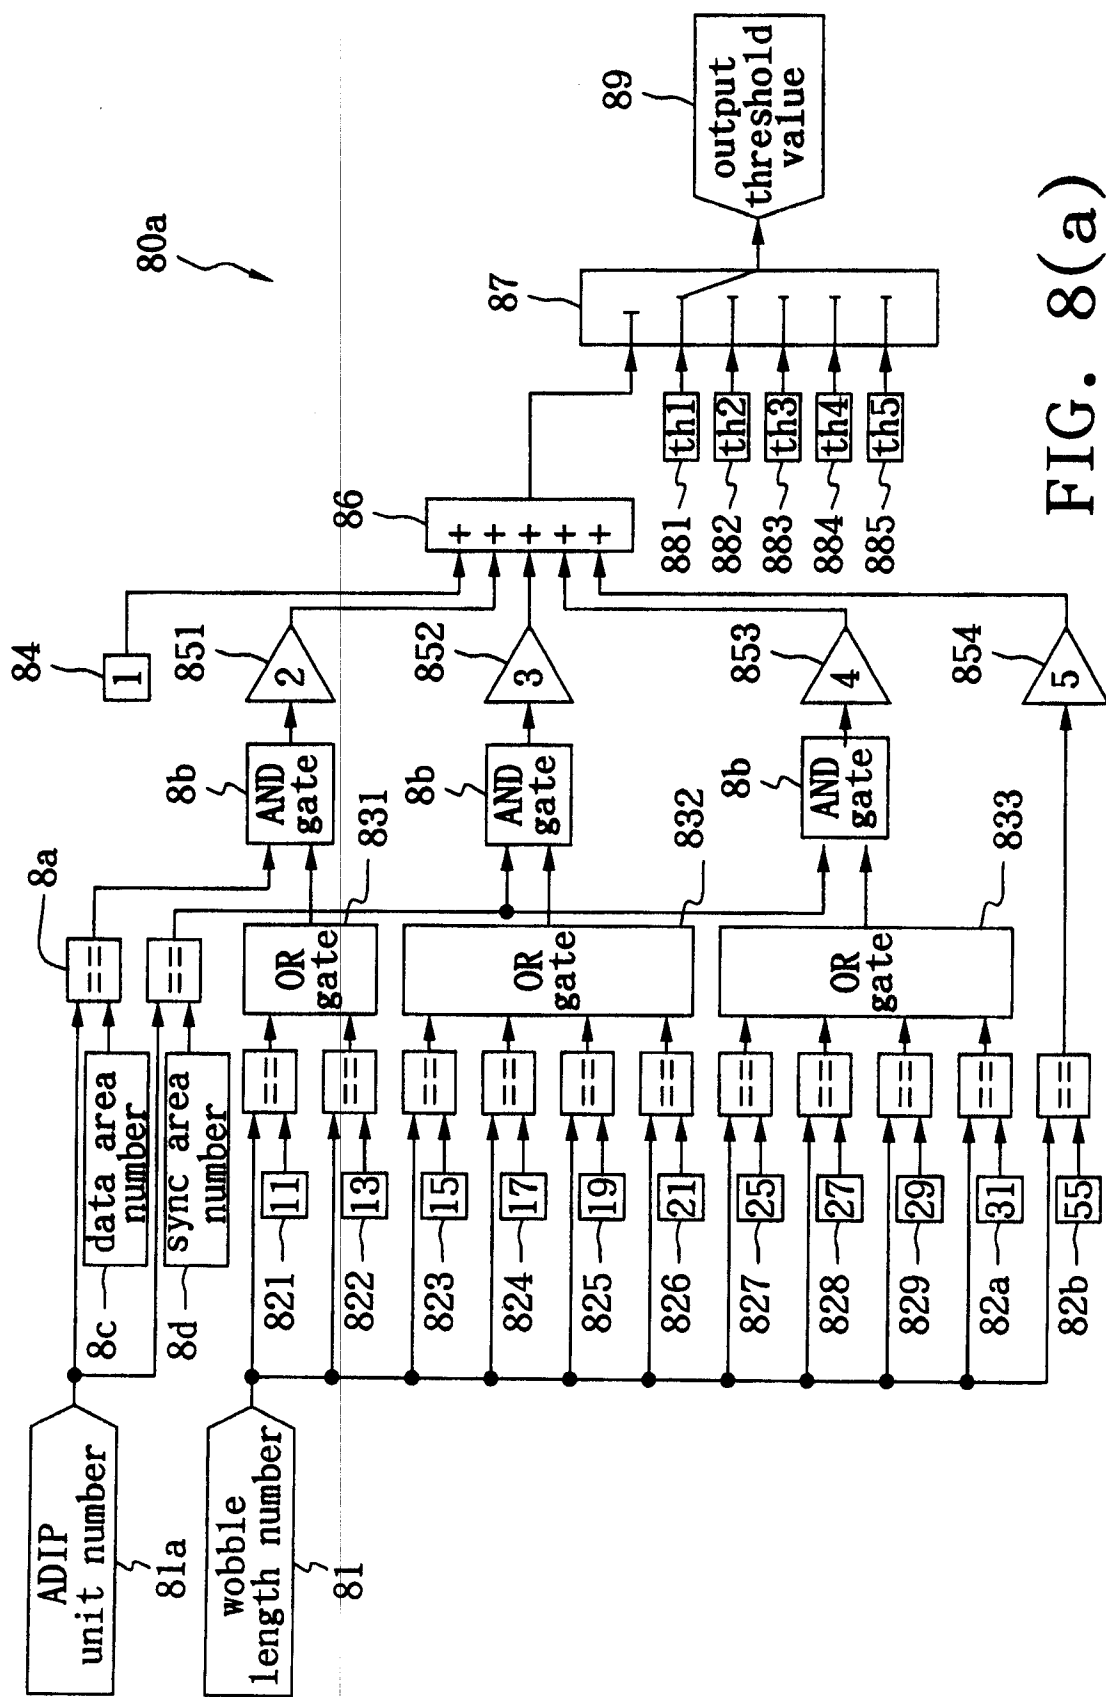 80a
ADIP
unit number
81a
wobble
length number
81
8c
data area
number
8d
sync area
number
8a
==
==
821
11
==
822
13
==
823
15
==
824
17
==
825
19
==
826
21
==
827
25
==
828
27
==
829
29
==
82a
31
==
82b
55
==
OR
gate
831
OR
gate
832
OR
gate
833
8b
AND
gate
8b
AND
gate
8b
AND
gate
84
1
851
2
852
3
853
4
854
5
86
+ + + + +
87
881
th1
882
th2
883
th3
884
th4
885
th5
89
output
threshold
value
FIG. 8(a)